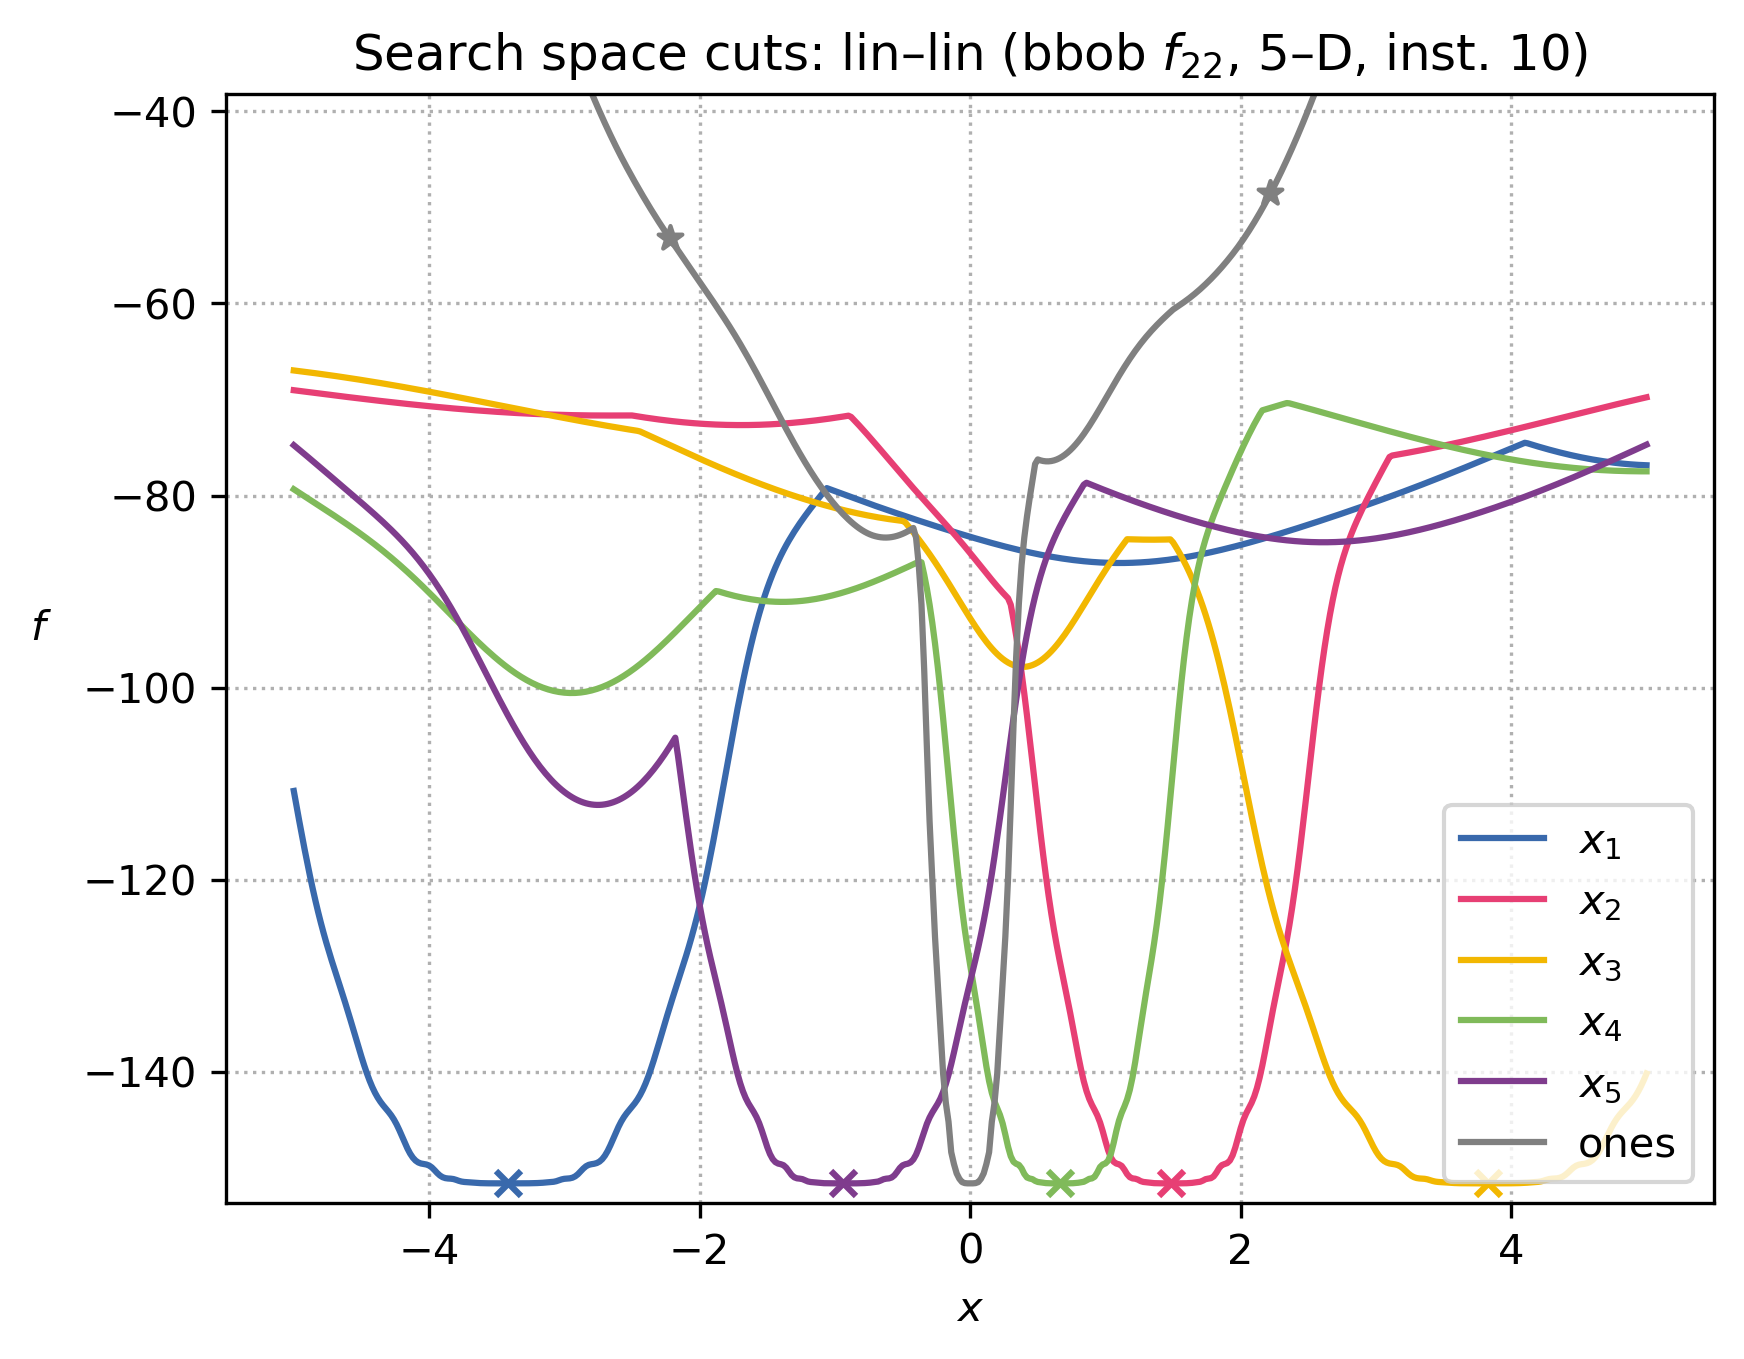 Search space cuts: lin–lin (bbob f₂₂, 5–D, inst. 10)
−40
−60
−80
−100
−120
−140
f
−4
−2
0
2
4
x
x₁
x₂
x₃
x₄
x₅
ones